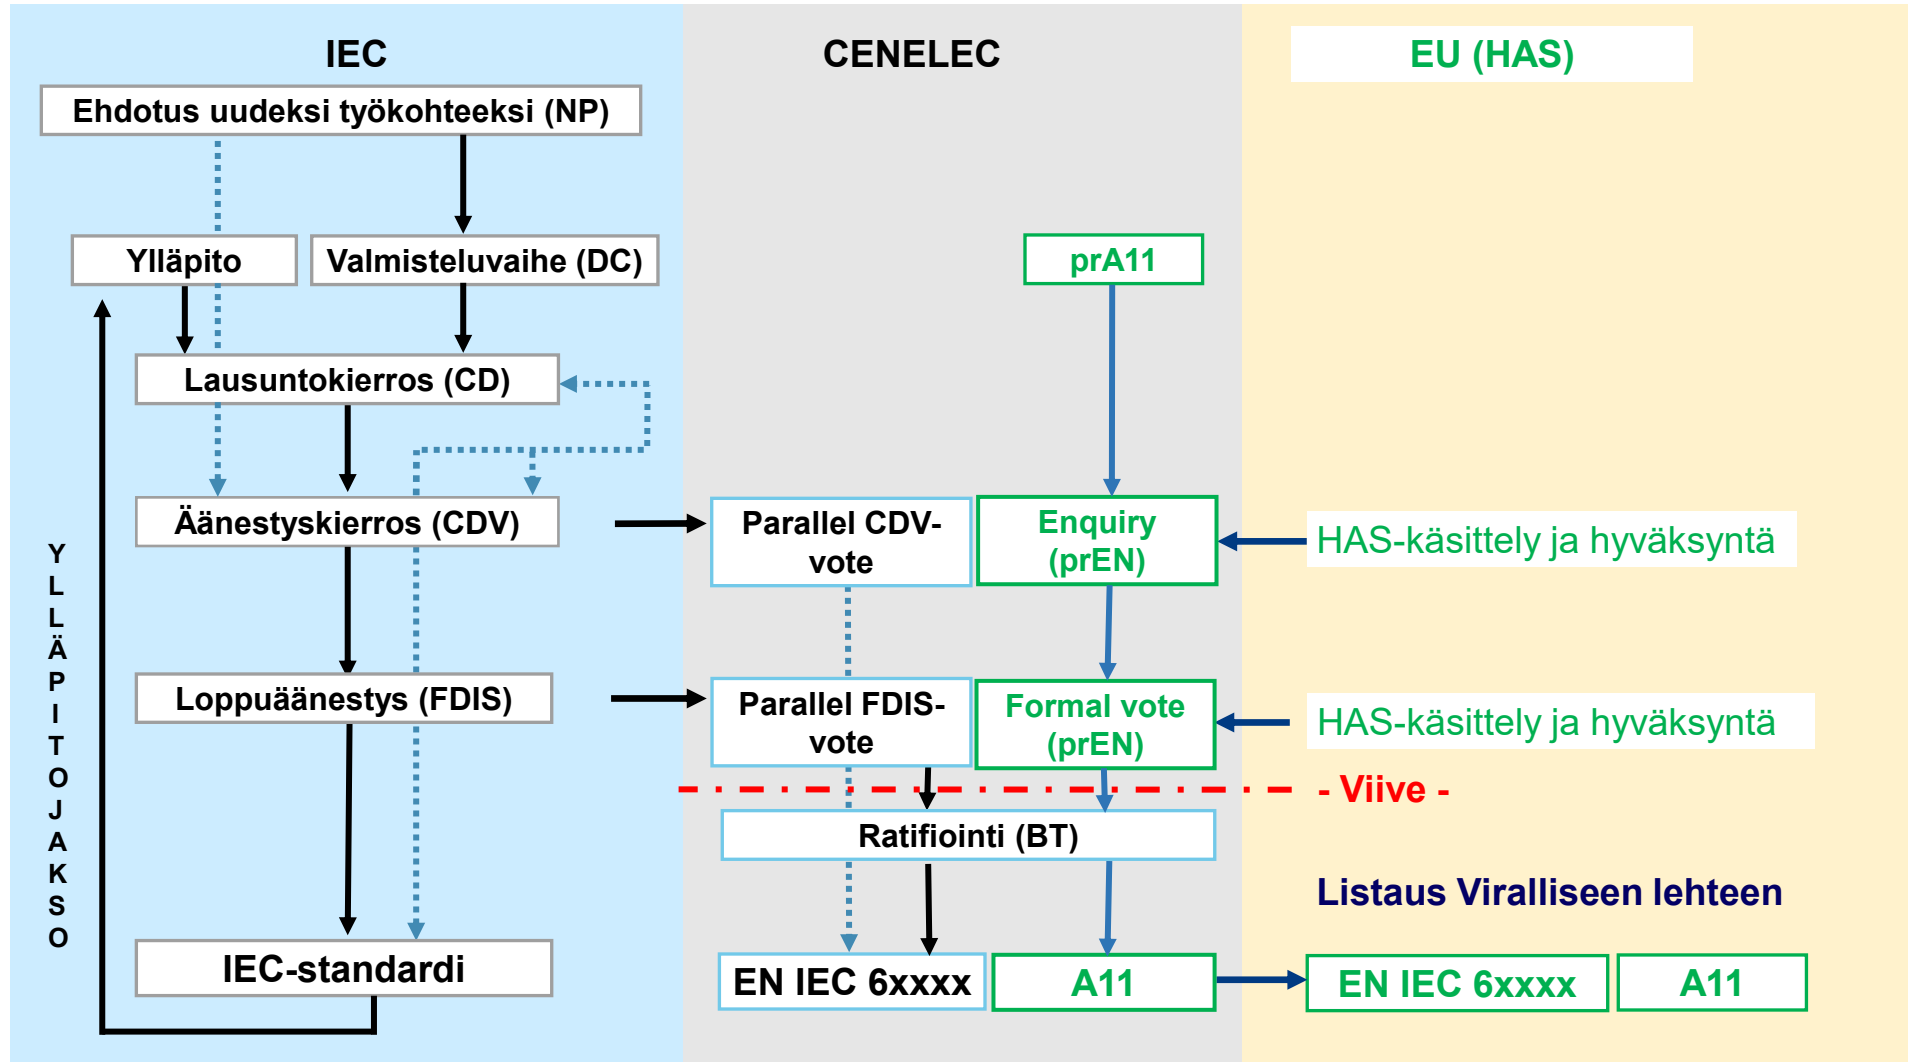 IEC
CENELEC
EU (HAS)
Ehdotus uudeksi työkohteeksi (NP)
Ylläpito
Valmisteluvaihe (DC)
prA11
Lausuntokierros (CD)
Äänestyskierros (CDV)
Parallel CDV-
vote
Enquiry
(prEN)
HAS-käsittely ja hyväksyntä
YLLÄPITOJAKSO
Loppuäänestys (FDIS)
Parallel FDIS-
vote
Formal vote
(prEN)
HAS-käsittely ja hyväksyntä
- Viive -
Ratifiointi (BT)
Listaus Viralliseen lehteen
IEC-standardi
EN IEC 6xxxx
A11
EN IEC 6xxxx
A11